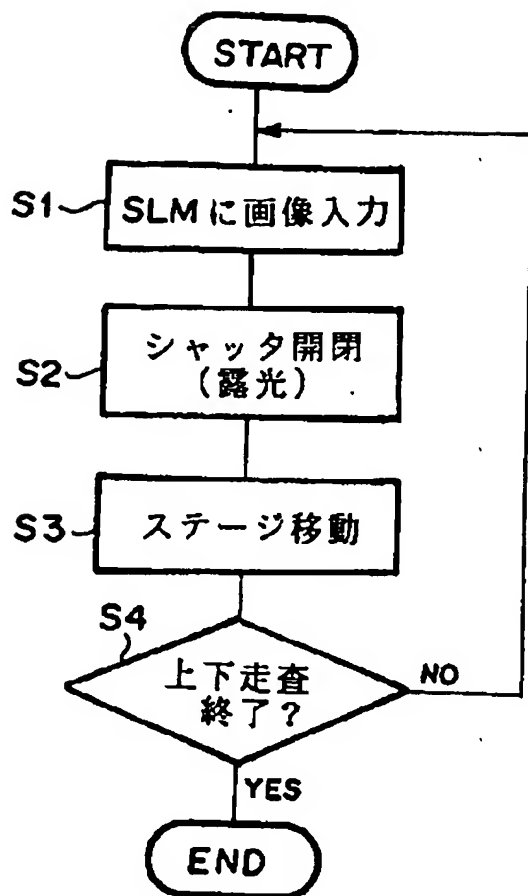 START
S1
SLMに画像入力
S2
シャッタ開閉
(露光)
S3
ステージ移動
S4
上下走査
終了?
NO
YES
END